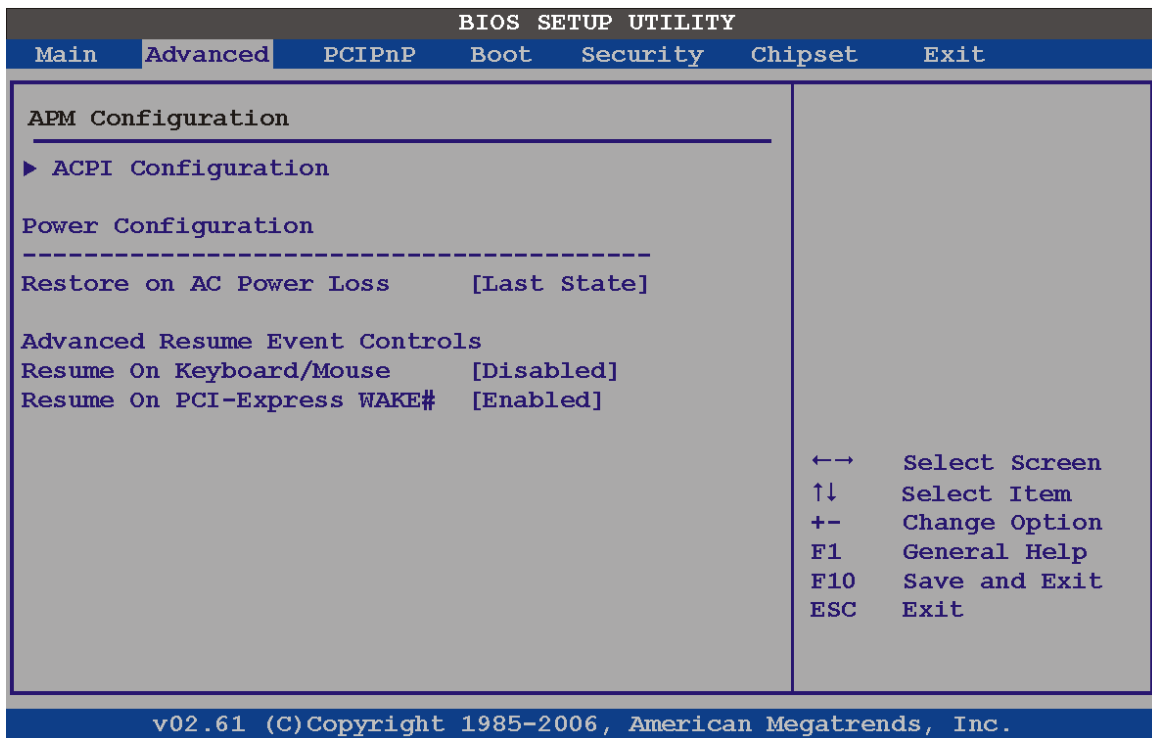 BIOS SETUP UTILITY
Main Advanced PCIPnP Boot Security Chipset Exit
APM Configuration
▶ ACPI Configuration
Power Configuration
-----------------------------------------
Restore on AC Power Loss [Last State]
Advanced Resume Event Controls
Resume On Keyboard/Mouse [Disabled]
Resume On PCI-Express WAKE# [Enabled]
←→ Select Screen
↑↓ Select Item
+- Change Option
F1 General Help
F10 Save and Exit
ESC Exit
v02.61 (C)Copyright 1985-2006, American Megatrends, Inc.